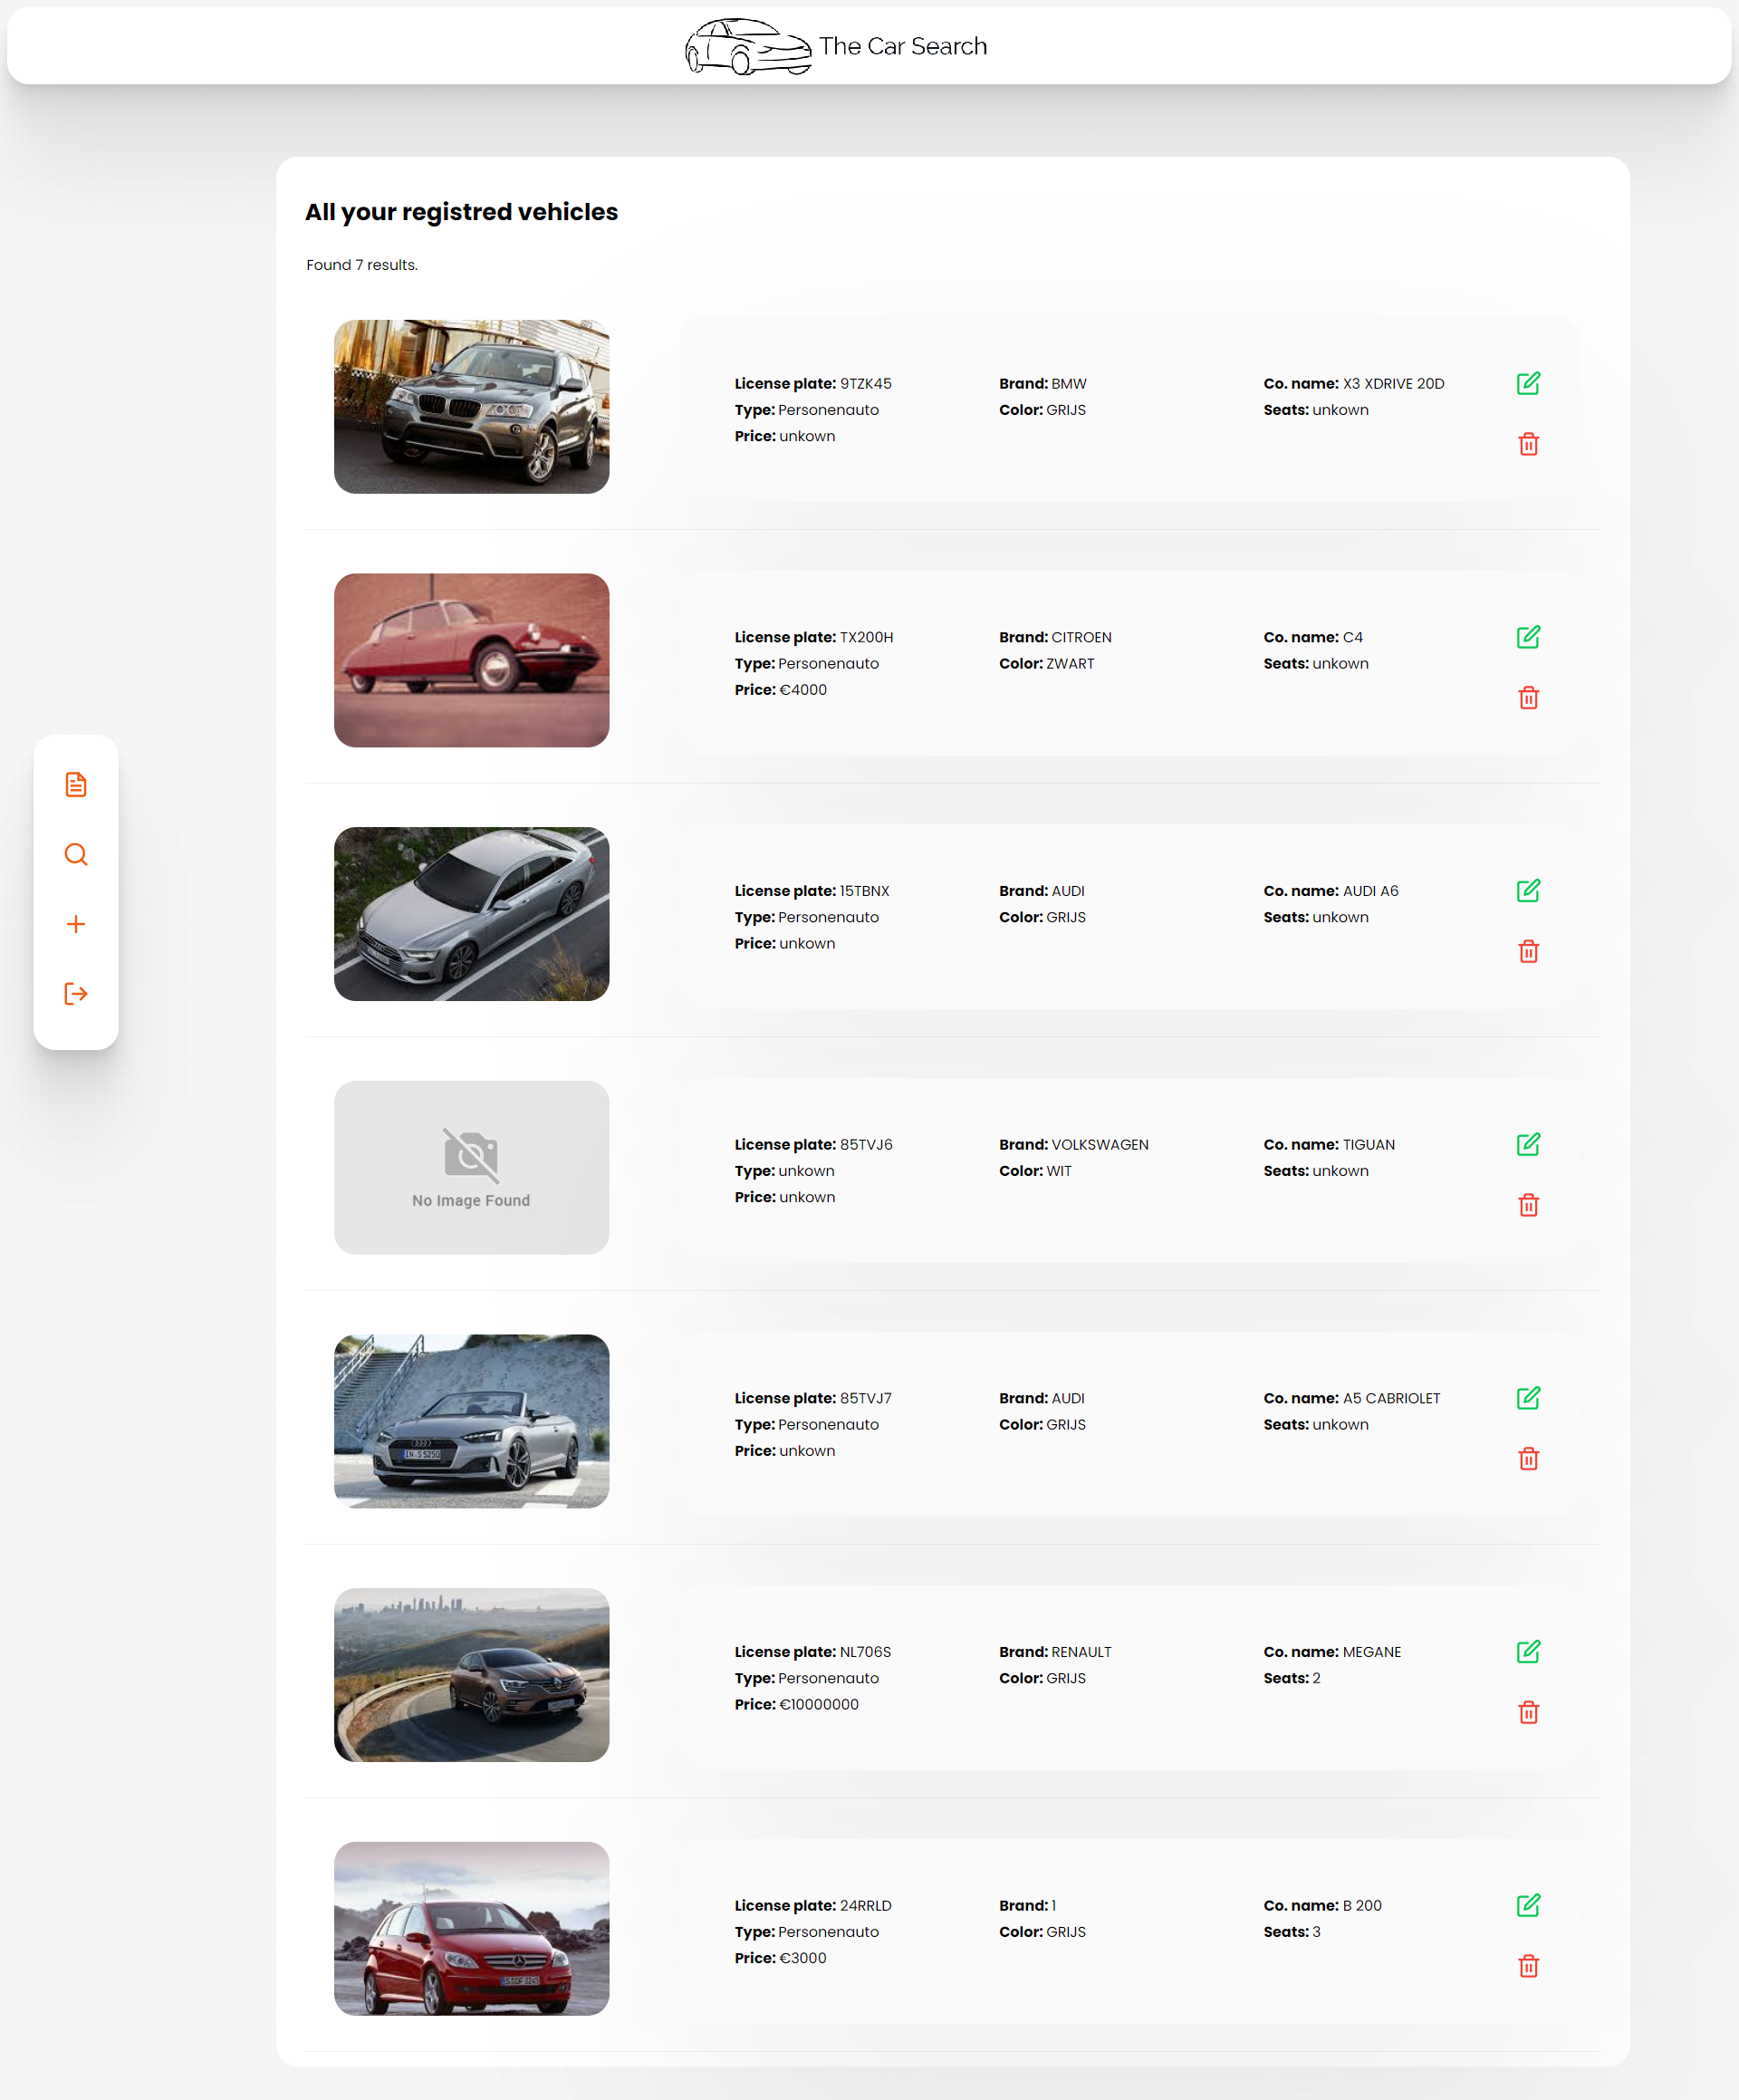 The Car Search
All your registred vehicles
Found 7 results.
License plate: 9TZK45 Brand: BMW Co. name: X3 XDRIVE 20D
Type: Personenauto Color: GRIJS Seats: unkown
Price: unkown
License plate: TX200H Brand: CITROEN Co. name: C4
Type: Personenauto Color: ZWART Seats: unkown
Price: €4000
License plate: 15TBNX Brand: AUDI Co. name: AUDI A6
Type: Personenauto Color: GRIJS Seats: unkown
Price: unkown
No Image Found
License plate: 85TVJ6 Brand: VOLKSWAGEN Co. name: TIGUAN
Type: unkown Color: WIT Seats: unkown
Price: unkown
License plate: 85TVJ7 Brand: AUDI Co. name: A5 CABRIOLET
Type: Personenauto Color: GRIJS Seats: unkown
Price: unkown
License plate: NL706S Brand: RENAULT Co. name: MEGANE
Type: Personenauto Color: GRIJS Seats: 2
Price: €10000000
License plate: 24RRLD Brand: 1 Co. name: B 200
Type: Personenauto Color: GRIJS Seats: 3
Price: €3000